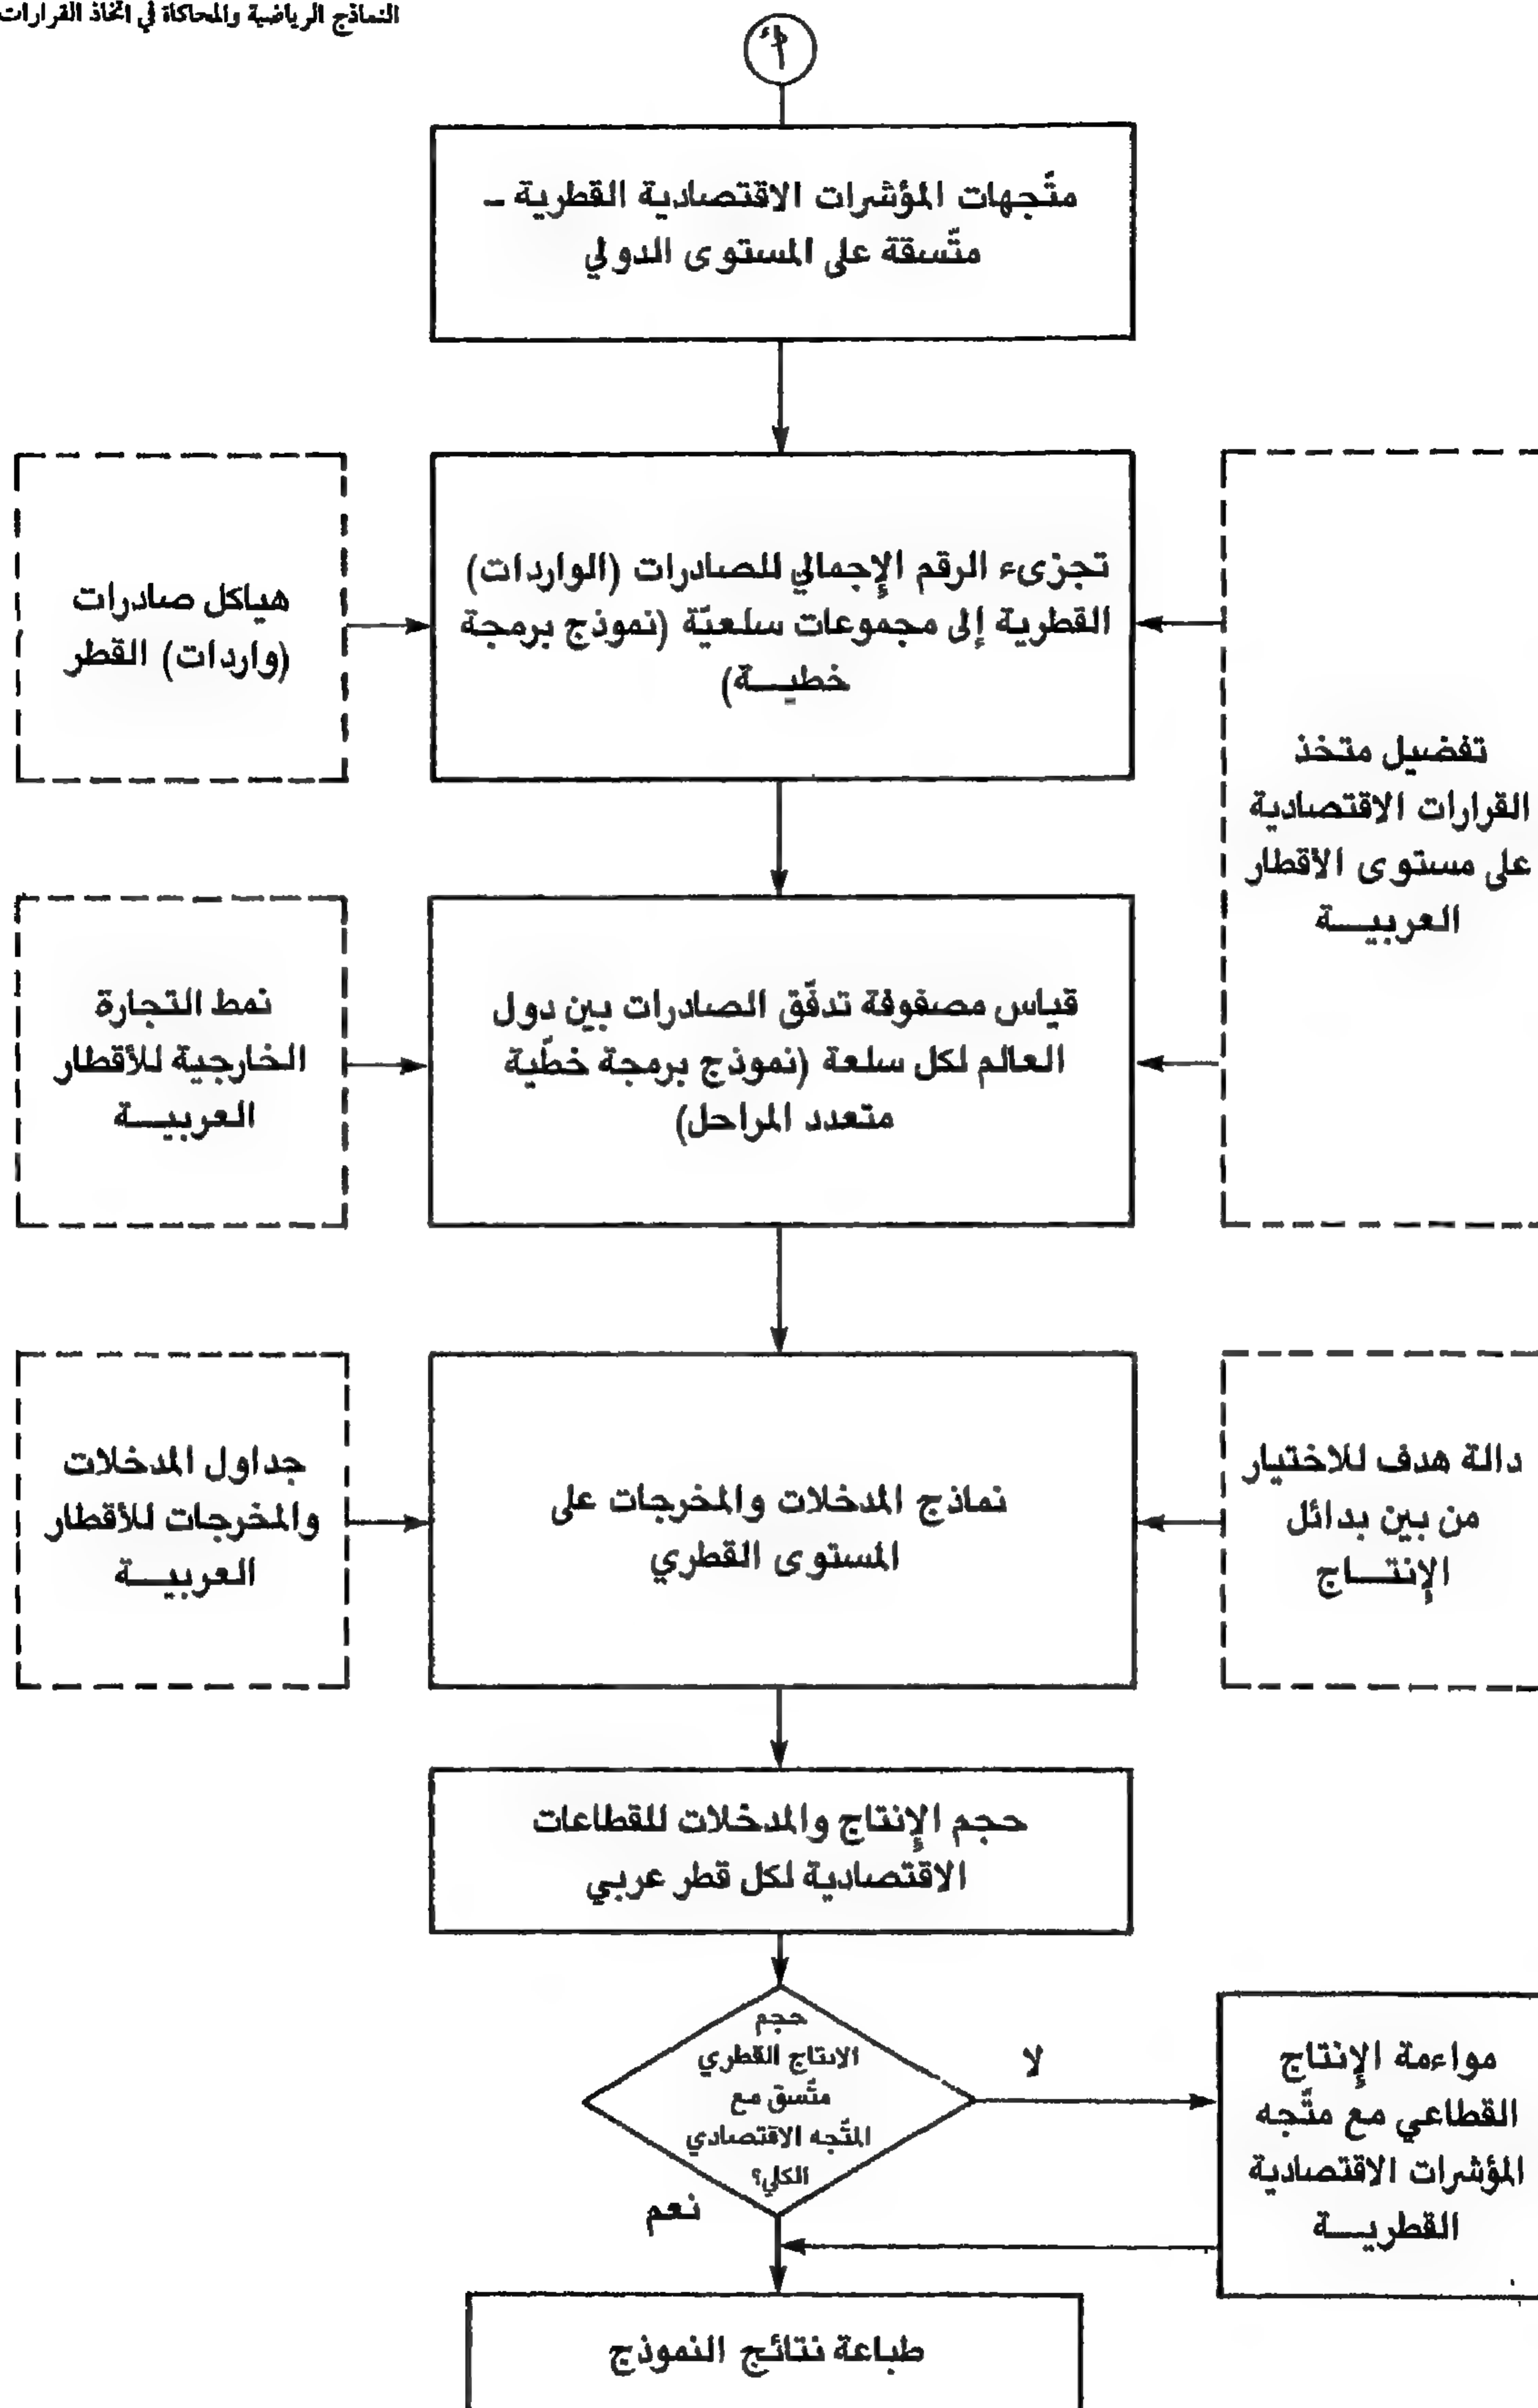 النماذج الرياضية والمحاكاة في اتخاذ القرارات
متّجهات المؤشرات الاقتصادية القطرية –
متّسقة على المستوى الدولي
تجزىء الرقم الإجمالي للصادرات (الواردات)
القطرية إلى مجموعات سلعيّة (نموذج برمجة
خطيـــة)
هياكل صادرات
(واردات) القطر
تفضيل متخذ
القرارات الاقتصادية
على مستوى الأقطار
العربيـــة
قياس مصفوفة تدفّق الصادرات بين دول
العالم لكل سلعة (نموذج برمجة خطّية
متعدد المراحل)
نمط التجارة
الخارجية للأقطار
العربيـــة
دالة هدف للاختيار
من بين بدائل
الإنتـــاج
نماذج المدخلات والمخرجات على
المستوى القطري
جداول المدخلات
والمخرجات للأقطار
العربيـــة
حجم الإنتاج والمدخلات للقطاعات
الاقتصادية لكل قطر عربي
حجم
الانتاج القطري
متّسق مع
المتّجه الاقتصادي
الكلي؟
لا
نعم
مواءمة الإنتاج
القطاعي مع متّجه
المؤشرات الاقتصادية
القطريـــة
طباعة نتائج النموذج